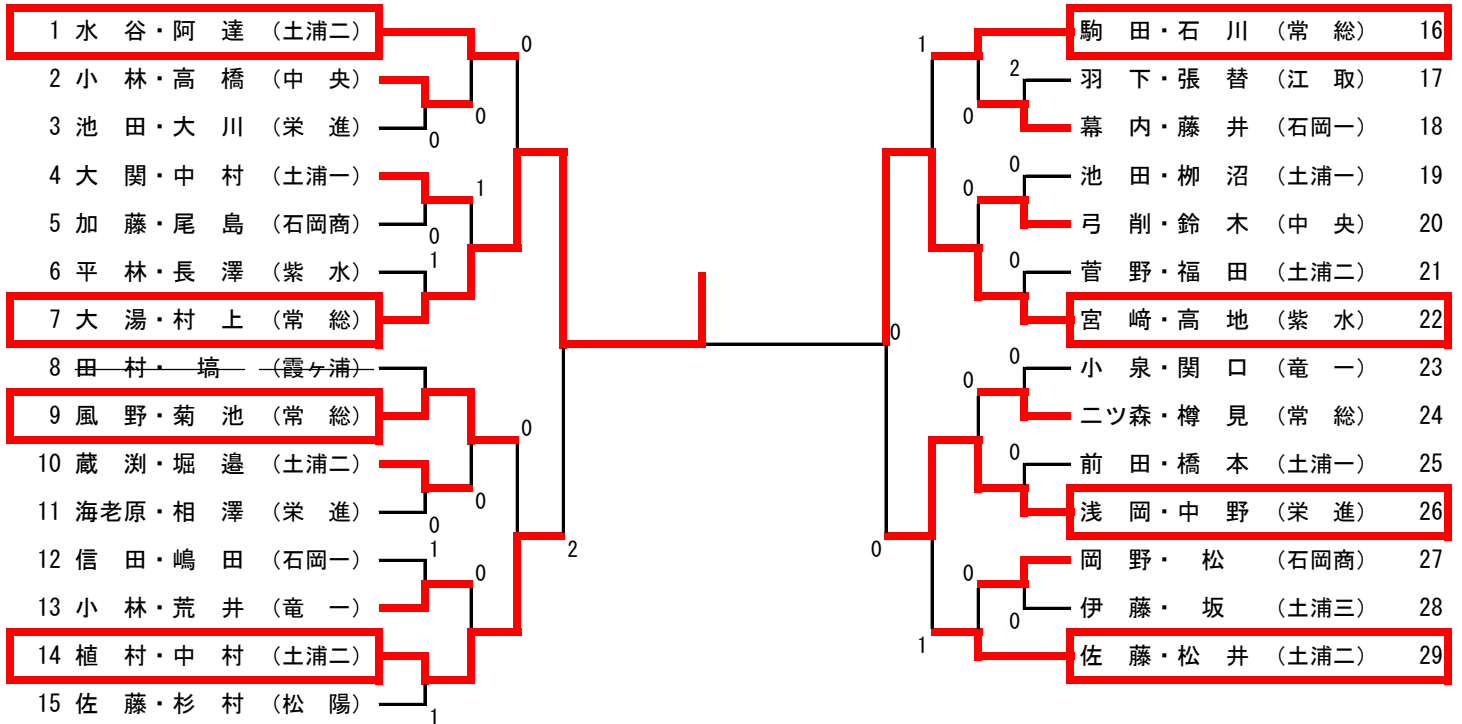 1 水 谷・阿 達 (土浦二)
2 小 林・高 橋 (中 央)
3 池 田・大 川 (栄 進)
4 大 関・中 村 (土浦一)
5 加 藤・尾 島 (石岡商)
6 平 林・長 澤 (紫 水)
7 大 湯・村 上 (常 総)
8 田 村・ 塙 (霞ヶ浦)
9 風 野・菊 池 (常 総)
10 蔵 渕・堀 邉 (土浦二)
11 海老原・相 澤 (栄 進)
12 信 田・嶋 田 (石岡一)
13 小 林・荒 井 (竜 一)
14 植 村・中 村 (土浦二)
15 佐 藤・杉 村 (松 陽)
0
0
0
1
0
1
0
0
0
1
0
2
1
1
2
0
0
0
0
0
0
0
0
0
0
0
1
駒 田・石 川 (常 総) 16
羽 下・張 替 (江 取) 17
幕 内・藤 井 (石岡一) 18
池 田・栁 沼 (土浦一) 19
弓 削・鈴 木 (中 央) 20
菅 野・福 田 (土浦二) 21
宮 﨑・高 地 (紫 水) 22
小 泉・関 口 (竜 一) 23
二ツ森・樽 見 (常 総) 24
前 田・橋 本 (土浦一) 25
浅 岡・中 野 (栄 進) 26
岡 野・ 松 (石岡商) 27
伊 藤・ 坂 (土浦三) 28
佐 藤・松 井 (土浦二) 29